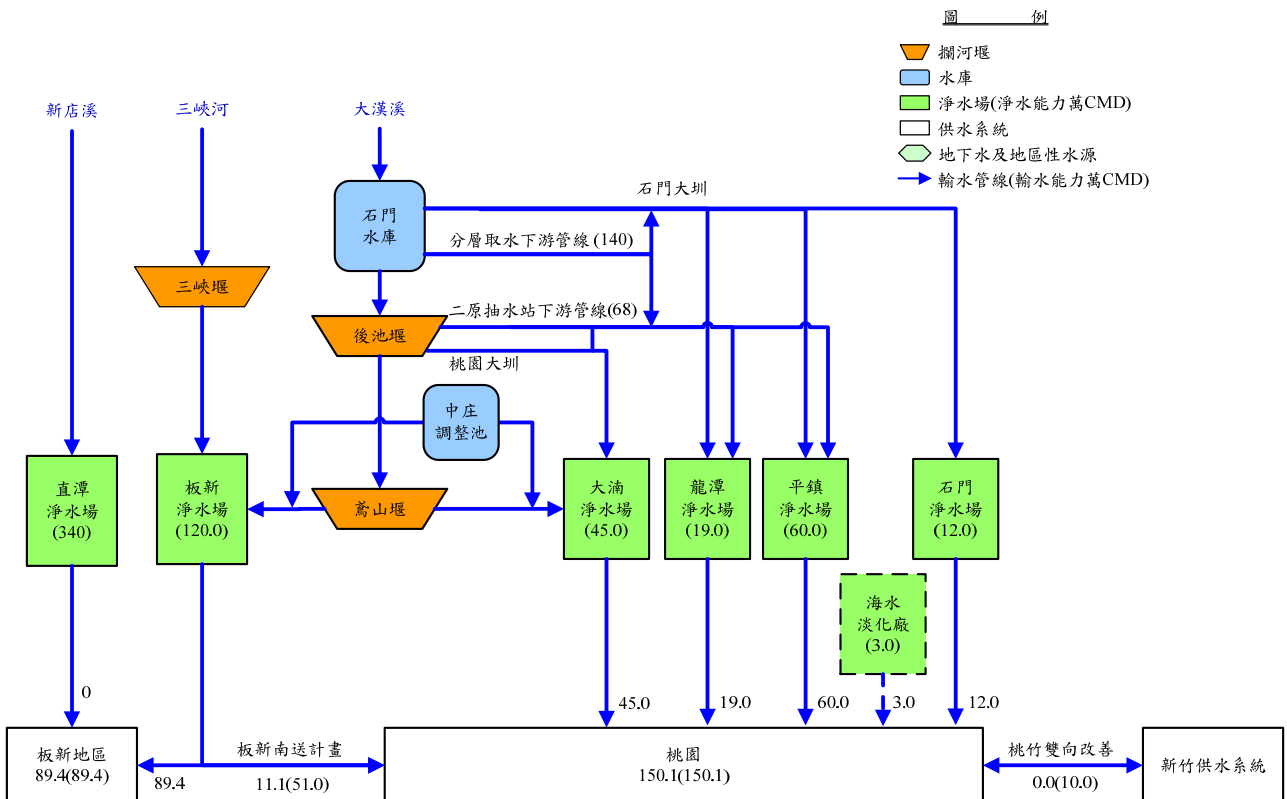 圖 例
攔河堰
水庫
淨水場(淨水能力萬CMD)
供水系統
地下水及地區性水源
輸水管線(輸水能力萬CMD)
新店溪
三峽河
大漢溪
石門大圳
石門
水庫
分層取水下游管線(140)
三峽堰
二原抽水站下游管線(68)
後池堰
桃園大圳
中庄
調整池
直潭
淨水場
(340)
板新
淨水場
(120.0)
鳶山堰
大湳
淨水場
(45.0)
龍潭
淨水場
(19.0)
平鎮
淨水場
(60.0)
石門
淨水場
(12.0)
海水
淡化廠
(3.0)
0
45.0
19.0
60.0
3.0
12.0
板新地區
89.4(89.4)
89.4
板新南送計畫
11.1(51.0)
桃園
150.1(150.1)
桃竹雙向改善
0.0(10.0)
新竹供水系統